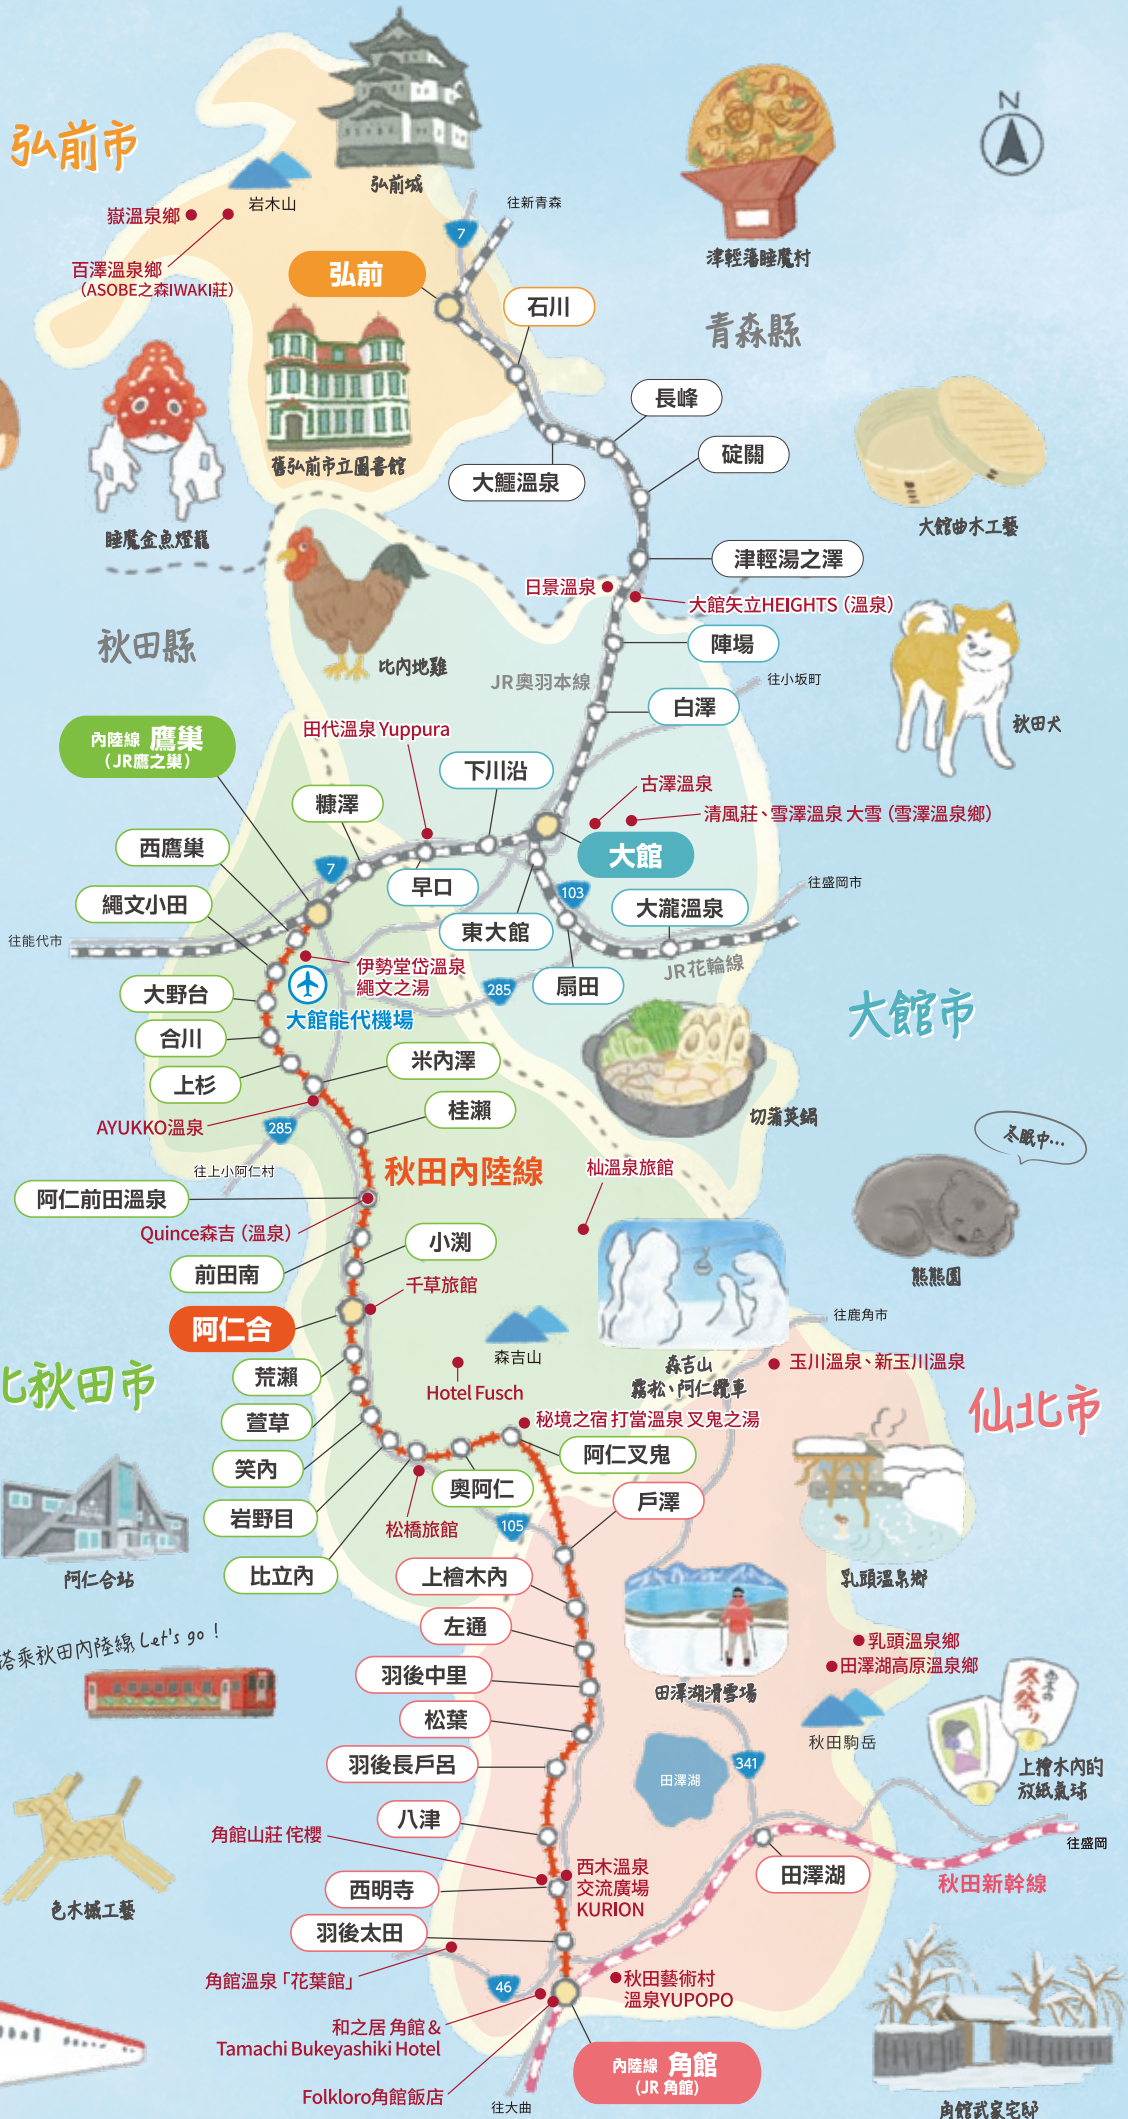 弘前市
弘前城
岩木山
嶽溫泉鄉
百澤溫泉鄉
（ASOBE之森IWAKI莊）
7
往新青森
津輕藩睡魔村
N
弘前
石川
青森縣
長峰
碇關
大鰐溫泉
舊弘前市立圖書館
睡魔金魚燈籠
大館曲木工藝
津輕湯之澤
日景溫泉
大館矢立HEIGHTS（溫泉）
秋田縣
比內地雞
陣場
JR奧羽本線
往小坂町
白澤
秋田犬
內陸線 鷹巢
（JR鷹之巢）
田代溫泉 Yuppura
下川沿
古澤溫泉
清風莊、雪澤溫泉 大雪（雪澤溫泉鄉）
糠澤
西鷹巢
大館
7
早口
103
往盛岡市
繩文小田
東大館
大瀧溫泉
往能代市
伊勢堂岱溫泉
繩文之湯
JR花輪線
285
扇田
大野台
大館能代機場
大館市
合川
米內澤
上杉
桂瀨
AYUKKO溫泉
285
切蒲英鍋
冬眠中…
往上小阿仁村
秋田內陸線
杣溫泉旅館
阿仁前田溫泉
Quince森吉（溫泉）
小渕
前田南
熊熊園
千草旅館
阿仁合
往鹿角市
森吉山
森吉山
霧松、阿仁纜車
玉川溫泉、新玉川溫泉
荒瀨
Hotel Fusch
北秋田市
仙北市
萱草
秘境之宿 打當溫泉 叉鬼之湯
笑內
阿仁叉鬼
奧阿仁
戶澤
岩野目
松橋旅館
105
比立內
上檜木內
阿仁合站
乳頭溫泉鄉
左通
搭乘秋田內陸線 Let's go！
乳頭溫泉鄉
田澤湖高原溫泉鄉
羽後中里
田澤湖滑雪場
冬祭り
松葉
秋田駒岳
羽後長戶呂
田澤湖
341
上檜木內的
放紙氣球
八津
角館山莊 侘櫻
往盛岡
西木溫泉
交流廣場
KURION
田澤湖
秋田新幹線
西明寺
色木槭工藝
羽後太田
角館溫泉「花葉館」
46
秋田藝術村
溫泉YUPOPO
和之居 角館 &
Tamachi Bukeyashiki Hotel
內陸線 角館
(JR 角館)
Folkloro角館飯店
往大曲
角館武家宅邸